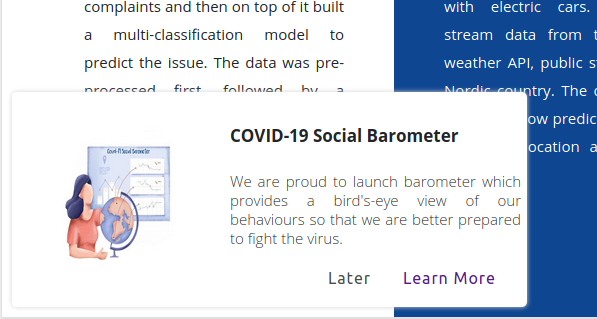 complaints and then on top of it built
a multi-classification model to
predict the issue. The data was pre-
processed first, followed by a
with electric cars.
stream data from
weather API, public
Nordic country. The
predic
ocation a
COVID-19 Social Barometer
Covid-19 Social Barometer
We are proud to launch barometer which
provides a bird's-eye view of our
behaviours so that we are better prepared
to fight the virus.
Later Learn More